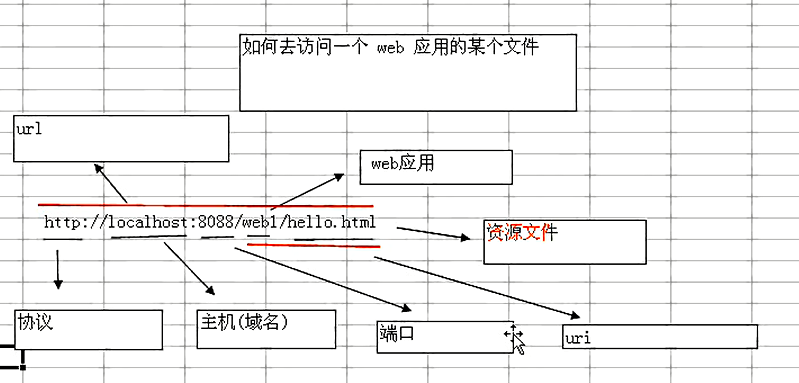 如何去访问一个 web 应用的某个文件
url
web应用
http://localhost:8088/web1/hello.html
资源文件
协议
主机(域名)
端口
uri